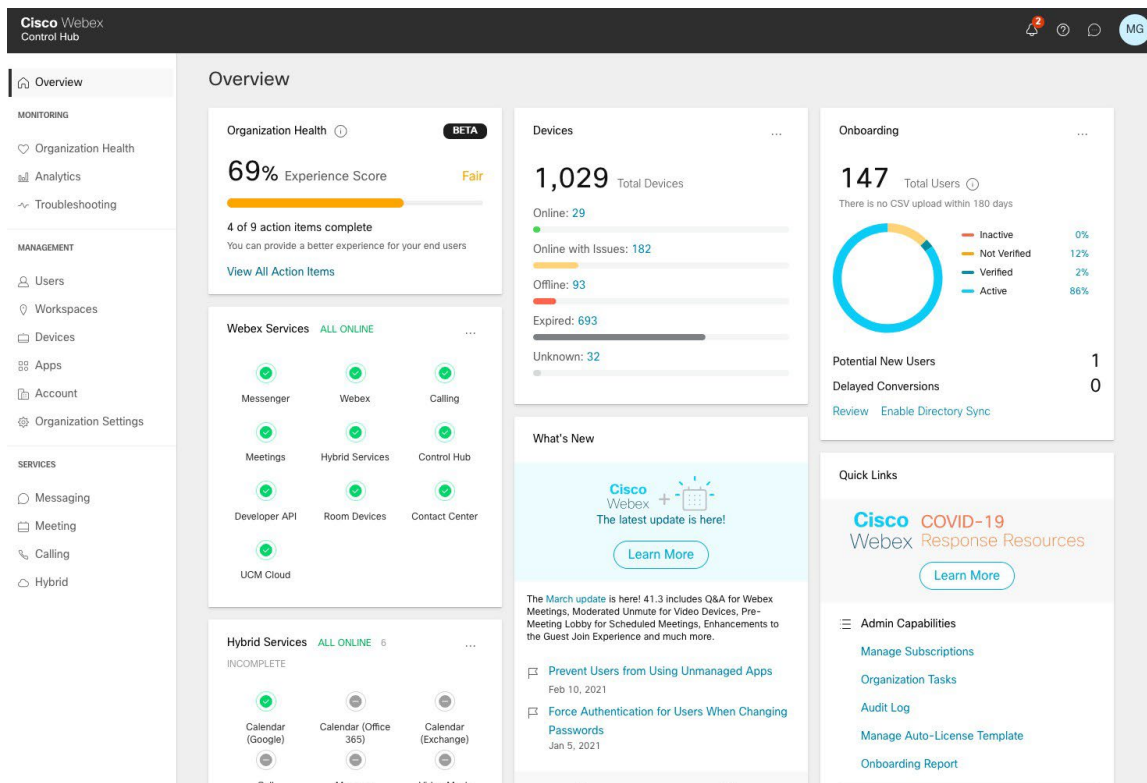 Cisco Webex
Control Hub
2
MG
Overview
MONITORING
Organization Health
Analytics
Troubleshooting
MANAGEMENT
Users
Workspaces
Devices
Apps
Account
Organization Settings
SERVICES
Messaging
Meeting
Calling
Hybrid
Overview
Organization Health
BETA
69% Experience Score
Fair
4 of 9 action items complete
You can provide a better experience for your end users
View All Action Items
Webex Services ALL ONLINE
...
Messenger
Webex
Calling
Meetings
Hybrid Services
Control Hub
Developer API
Room Devices
Contact Center
UCM Cloud
Hybrid Services ALL ONLINE 6
INCOMPLETE
...
Calendar
(Google)
Calendar (Office
365)
Calendar
(Exchange)
Devices
...
1,029 Total Devices
Online: 29
Online with Issues: 182
Offline: 93
Expired: 693
Unknown: 32
What's New
Cisco
Webex +
The latest update is here!
Learn More
The March update is here! 41.3 includes Q&A for Webex
Meetings, Moderated Unmute for Video Devices, Pre-
Meeting Lobby for Scheduled Meetings, Enhancements to
the Guest Join Experience and much more.
Prevent Users from Using Unmanaged Apps
Feb 10, 2021
Force Authentication for Users When Changing
Passwords
Jan 5, 2021
Onboarding
...
147 Total Users
There is no CSV upload within 180 days
Inactive 0%
Not Verified 12%
Verified 2%
Active 86%
Potential New Users 1
Delayed Conversions 0
Review Enable Directory Sync
Quick Links
Cisco COVID-19
Webex Response Resources
Learn More
Admin Capabilities
Manage Subscriptions
Organization Tasks
Audit Log
Manage Auto-License Template
Onboarding Report